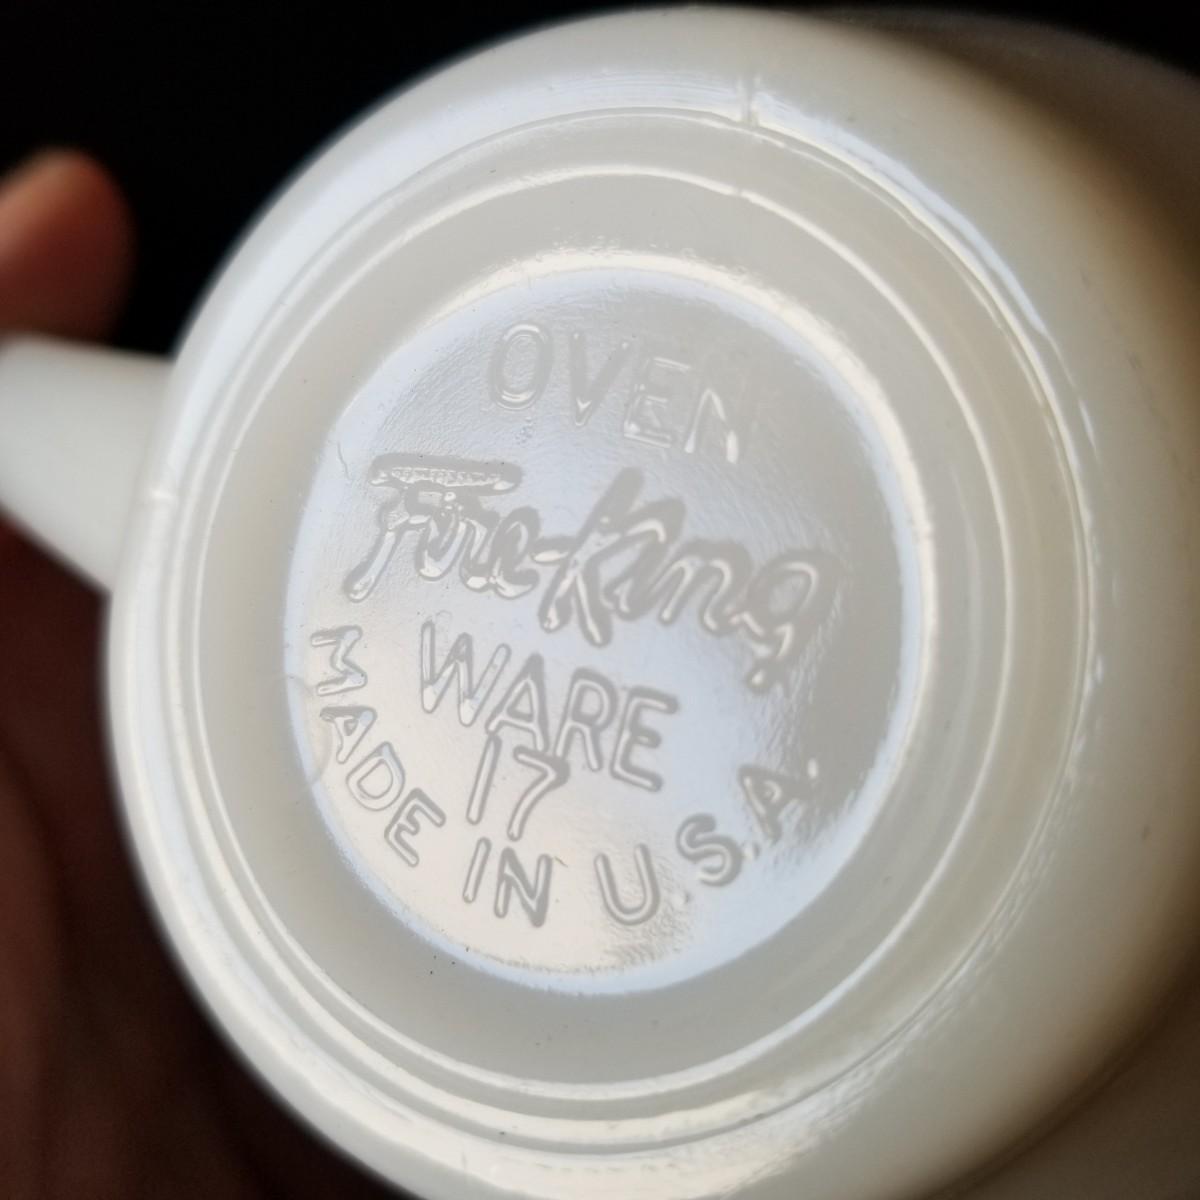 OVEN
Fire-King
WARE
17
MADE IN U.S.A.